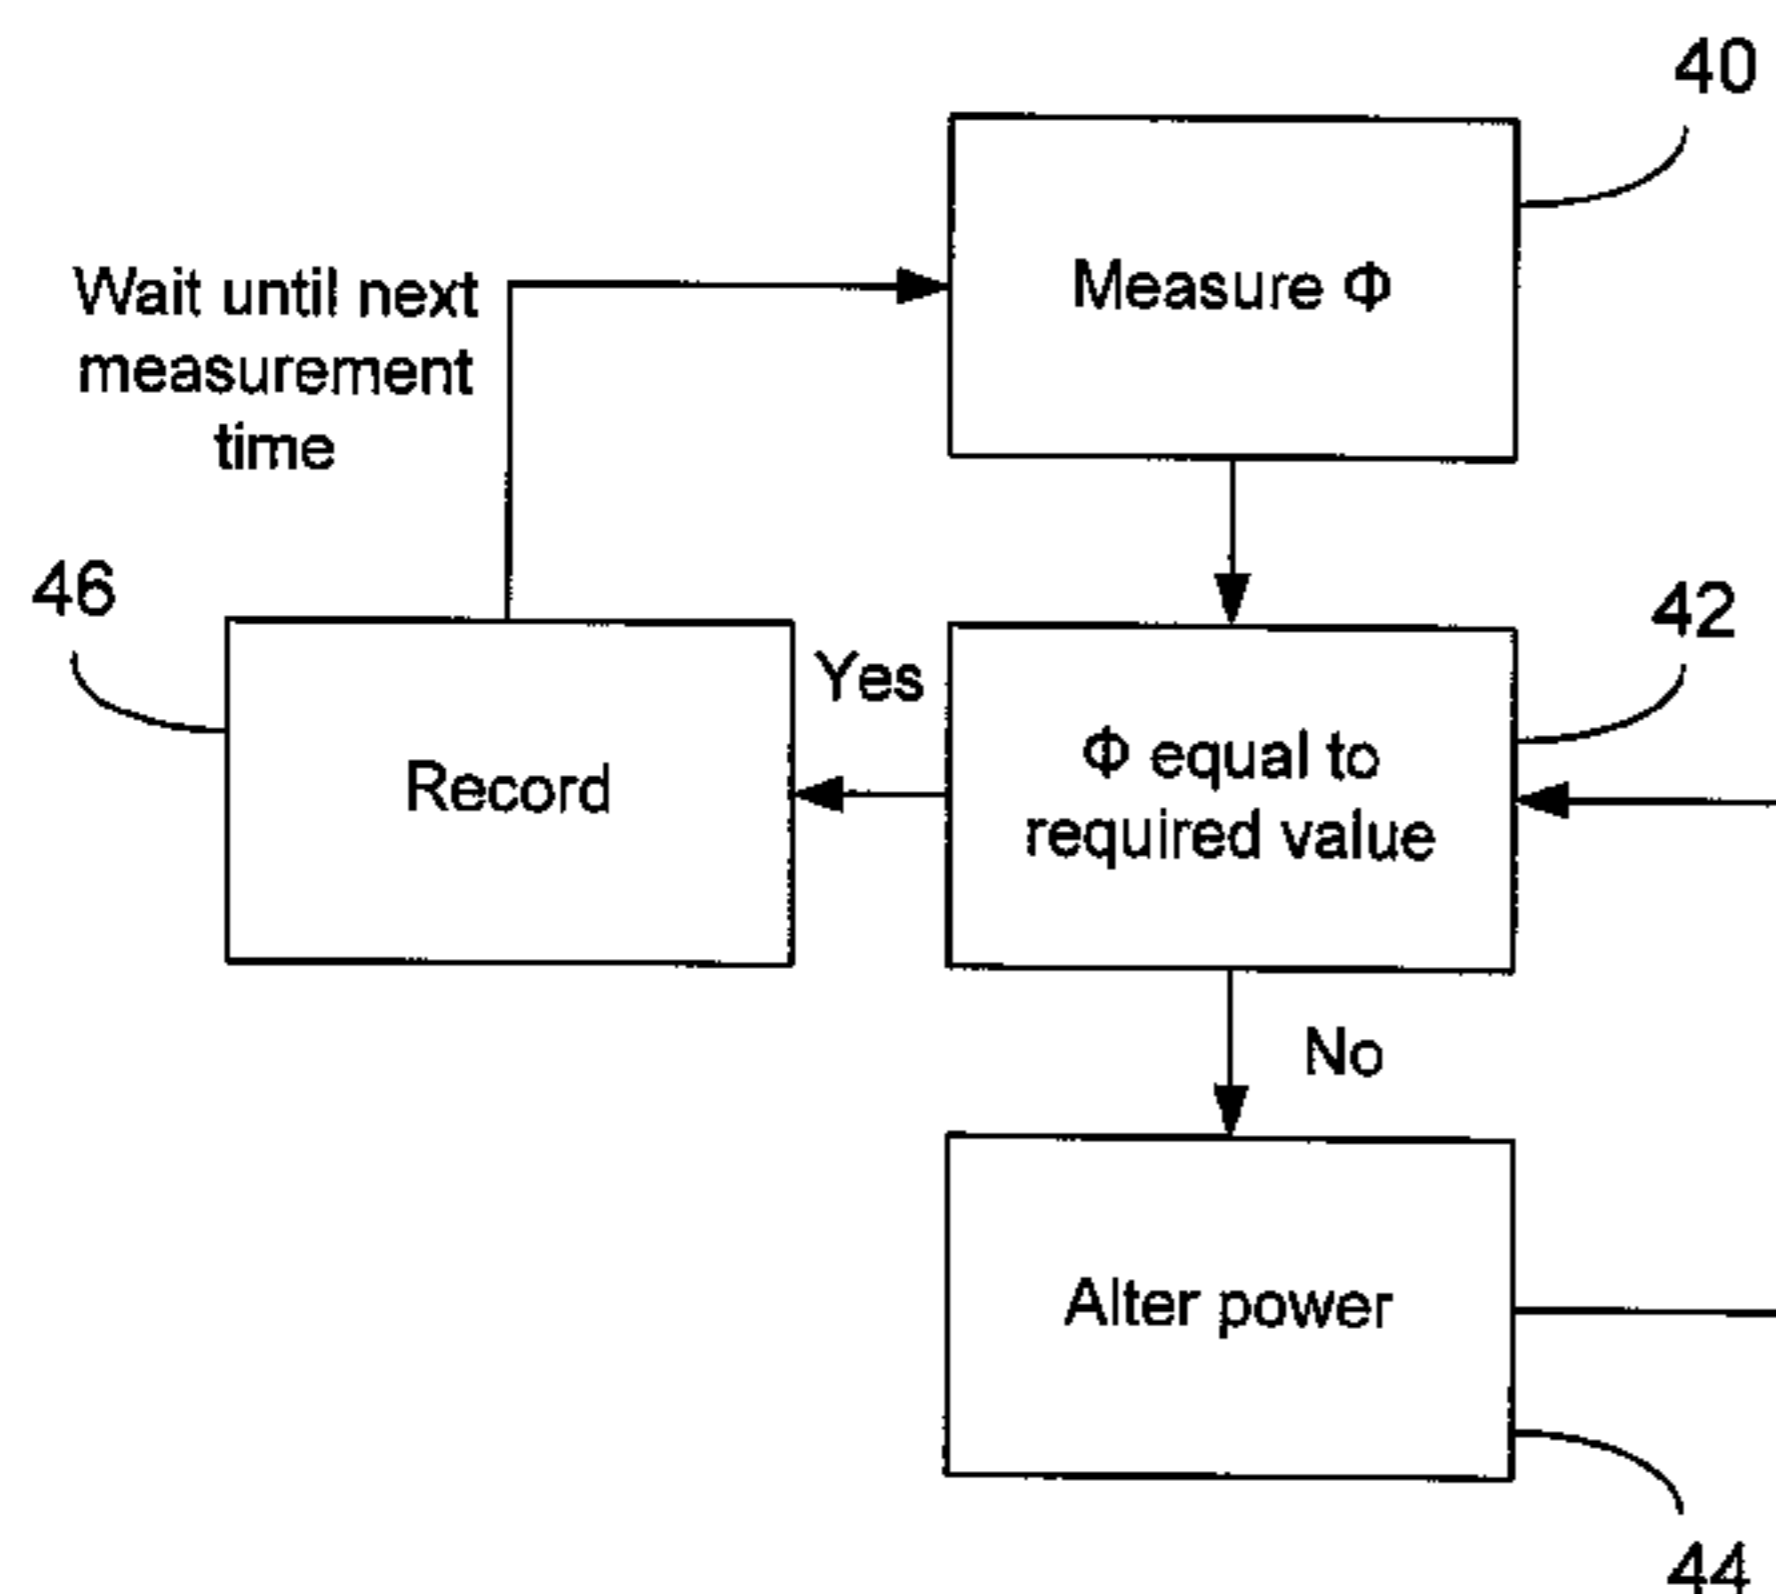 40
Measure Φ
Wait until next
measurement
time
46
42
Yes
Record
Φ equal to
required value
No
Alter power
44